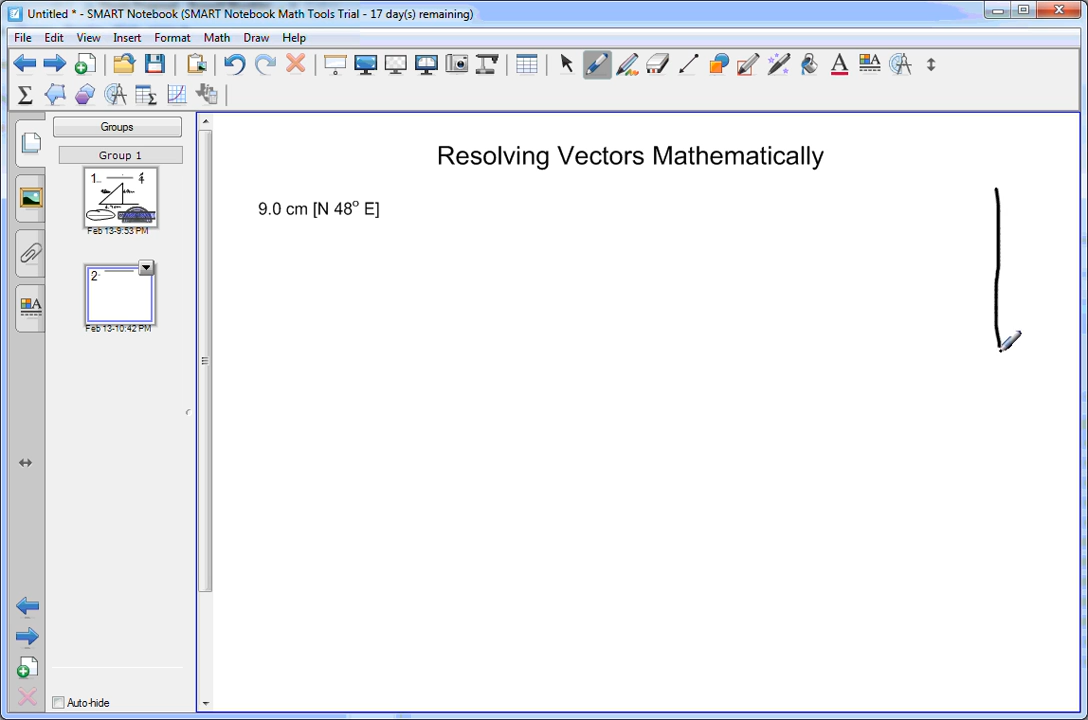 Untitled * - SMART Notebook (SMART Notebook Math Tools Trial - 17 day(s) remaining)
File Edit View Insert Format Math Draw Help
Groups
Group 1
1
Feb 13-9:53 PM
2
Feb 13-10:42 PM
Auto-hide
Resolving Vectors Mathematically
9.0 cm [N 48° E]